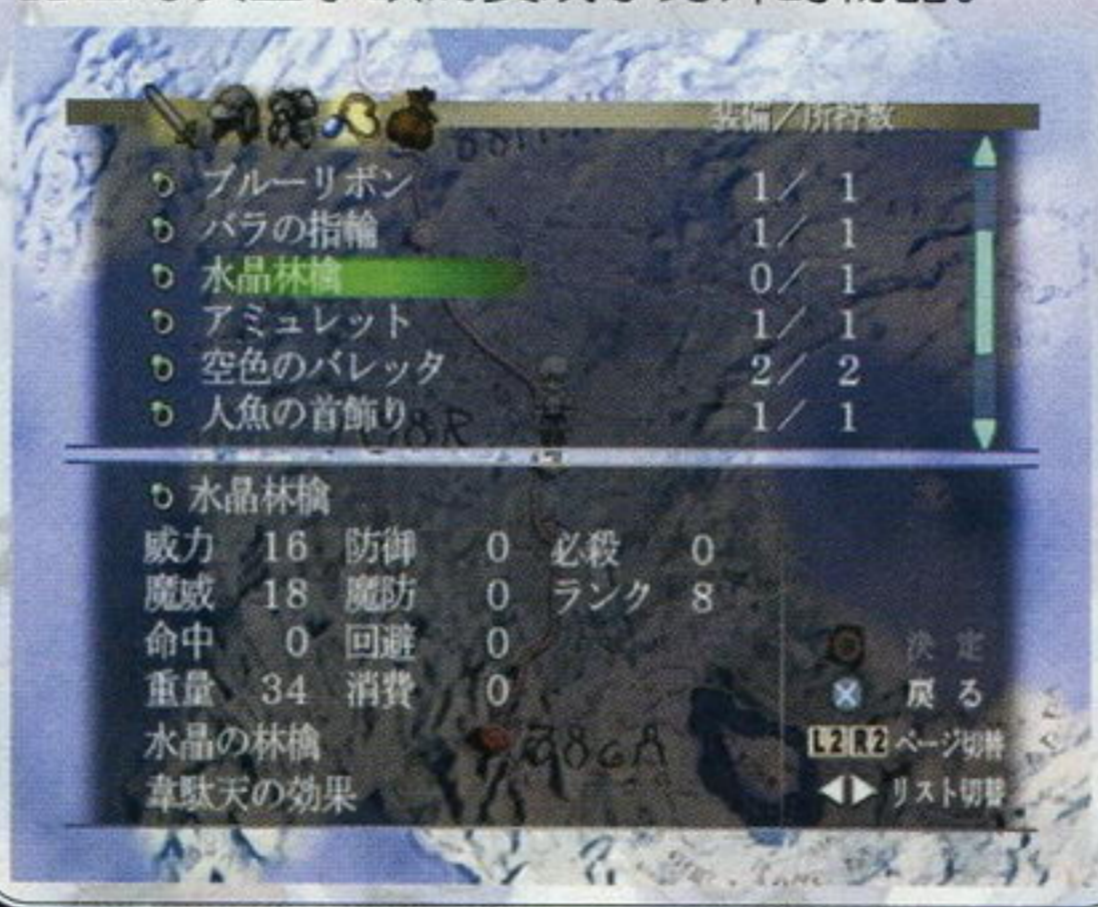 装備／所持数
ブルーリボン 1／ 1
バラの指輪 1／ 1
水晶林檎 0／ 1
アミュレット 1／ 1
空色のバレッタ 2／ 2
人魚の首飾り 1／ 1
水晶林檎
威力 16 防御 0 必殺 0
魔威 18 魔防 0 ランク 8
命中 0 回避 0
重量 34 消費 0
水晶の林檎
韋駄天の効果
決定
戻る
L2 R2 ページ切替
リスト切替